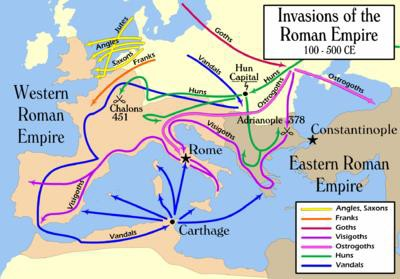 Invasions of the
Roman Empire
100 - 500 CE
Jutes
Angles
Saxons
Franks
Goths
Vandals
Hun
Capital
Huns
Huns
Ostrogoths
Ostrogoths
Western
Roman
Empire
Chalons
451
Adrianople 378
Visigoths
Constantinople
Rome
Eastern Roman
Empire
Visigoths
Carthage
Vandals
Angles, Saxons
Franks
Goths
Visigoths
Ostrogoths
Huns
Vandals